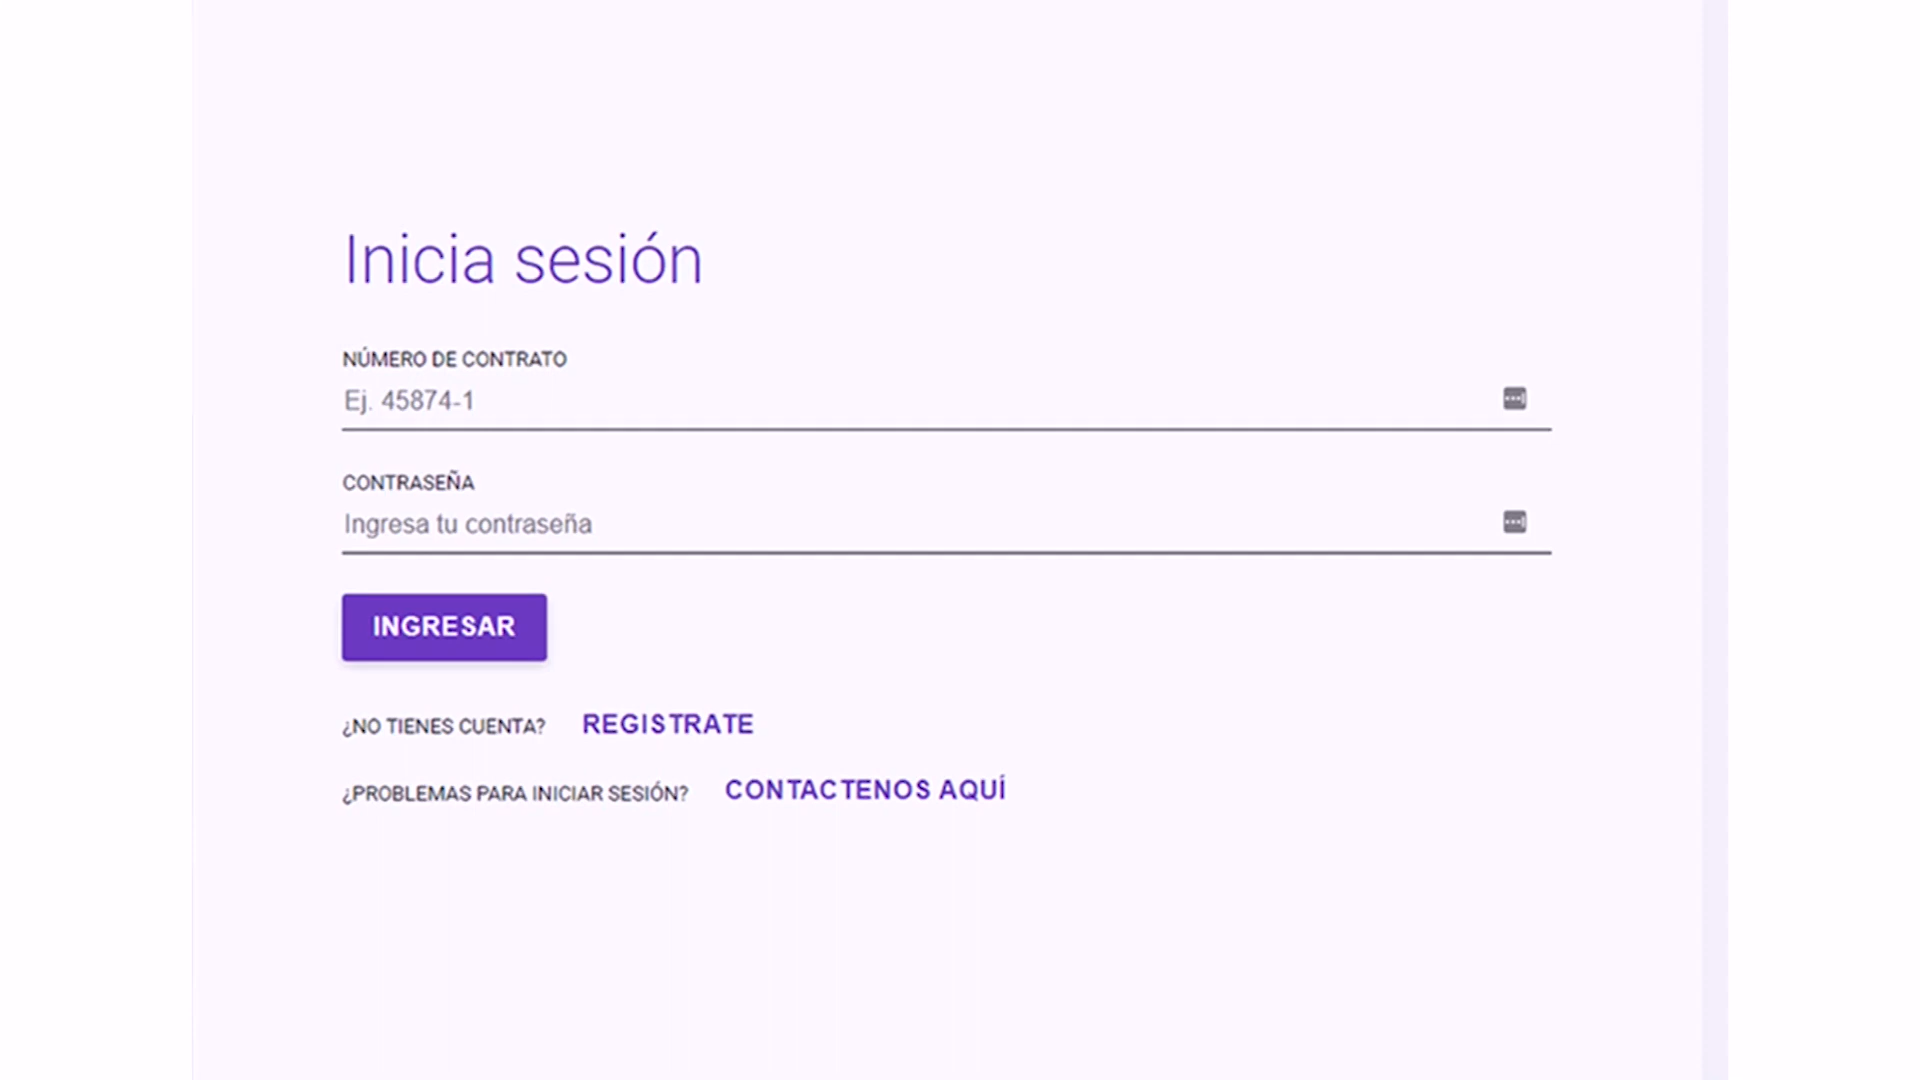 Inicia sesión
NÚMERO DE CONTRATO
Ej. 45874-1
CONTRASEÑA
Ingresa tu contraseña
INGRESAR
¿NO TIENES CUENTA? REGISTRATE
¿PROBLEMAS PARA INICIAR SESIÓN? CONTACTENOS AQUÍ